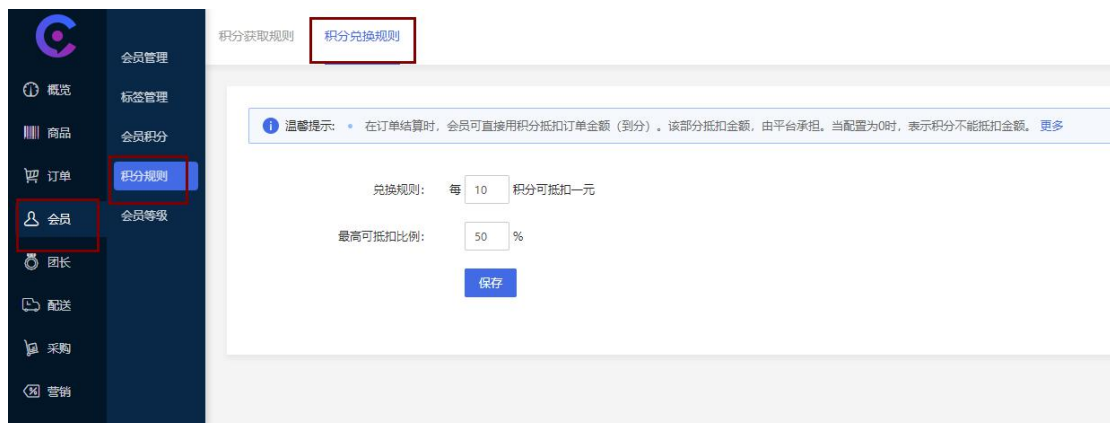 积分获取规则 积分兑换规则
会员管理
概览
标签管理
商品
会员积分
温馨提示: 在订单结算时，会员可直接用积分抵扣订单金额（到分）。该部分抵扣金额，由平台承担。当配置为0时，表示积分不能抵扣金额。 更多
订单
积分规则
兑换规则: 每 10 积分可抵扣一元
会员
会员等级
最高可抵扣比例: 50 %
团长
保存
配送
采购
营销